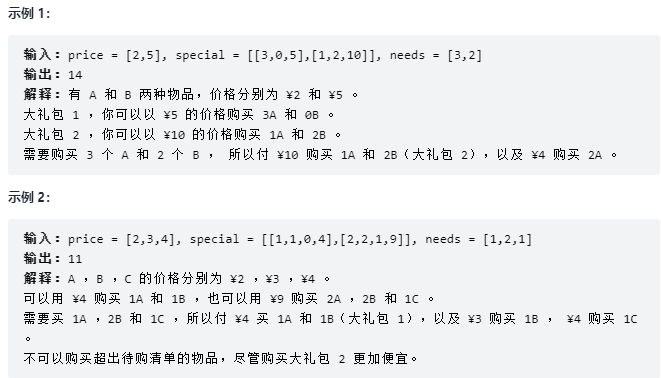 示例 1：
输入：price = [2,5], special = [[3,0,5],[1,2,10]], needs = [3,2]
输出：14
解释：有 A 和 B 两种物品，价格分别为 ¥2 和 ¥5 。
大礼包 1 ，你可以以 ¥5 的价格购买 3A 和 0B 。
大礼包 2 ，你可以以 ¥10 的价格购买 1A 和 2B 。
需要购买 3 个 A 和 2 个 B ， 所以付 ¥10 购买 1A 和 2B（大礼包 2），以及 ¥4 购买 2A 。
示例 2：
输入：price = [2,3,4], special = [[1,1,0,4],[2,2,1,9]], needs = [1,2,1]
输出：11
解释：A ，B ，C 的价格分别为 ¥2 ，¥3 ，¥4 。
可以用 ¥4 购买 1A 和 1B ，也可以用 ¥9 购买 2A ，2B 和 1C 。
需要买 1A ，2B 和 1C ，所以付 ¥4 买 1A 和 1B（大礼包 1），以及 ¥3 购买 1B ， ¥4 购买 1C
。
不可以购买超出待购清单的物品，尽管购买大礼包 2 更加便宜。